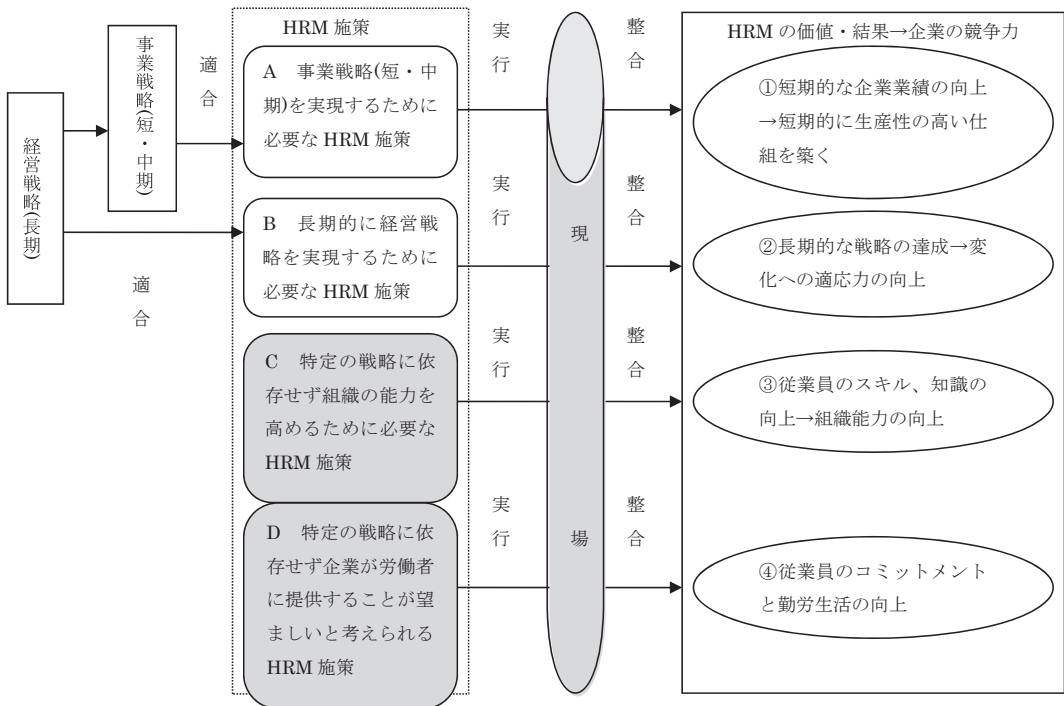 経営戦略(長期)
事業戦略(短・中期)
適合
適合
HRM 施策
A 事業戦略(短・中
期)を実現するために
必要な HRM 施策
B 長期的に経営戦
略を実現するために
必要な HRM 施策
C 特定の戦略に依
存せず組織の能力を
高めるために必要な
HRM 施策
D 特定の戦略に依
存せず企業が労働者
に提供することが望
ましいと考えられる
HRM 施策
実行
実行
実行
実行
現場
整合
整合
整合
整合
HRM の価値・結果→企業の競争力
①短期的な企業業績の向上
→短期的に生産性の高い仕
組を築く
②長期的な戦略の達成→変
化への適応力の向上
③従業員のスキル、知識の
向上→組織能力の向上
④従業員のコミットメント
と勤労生活の向上